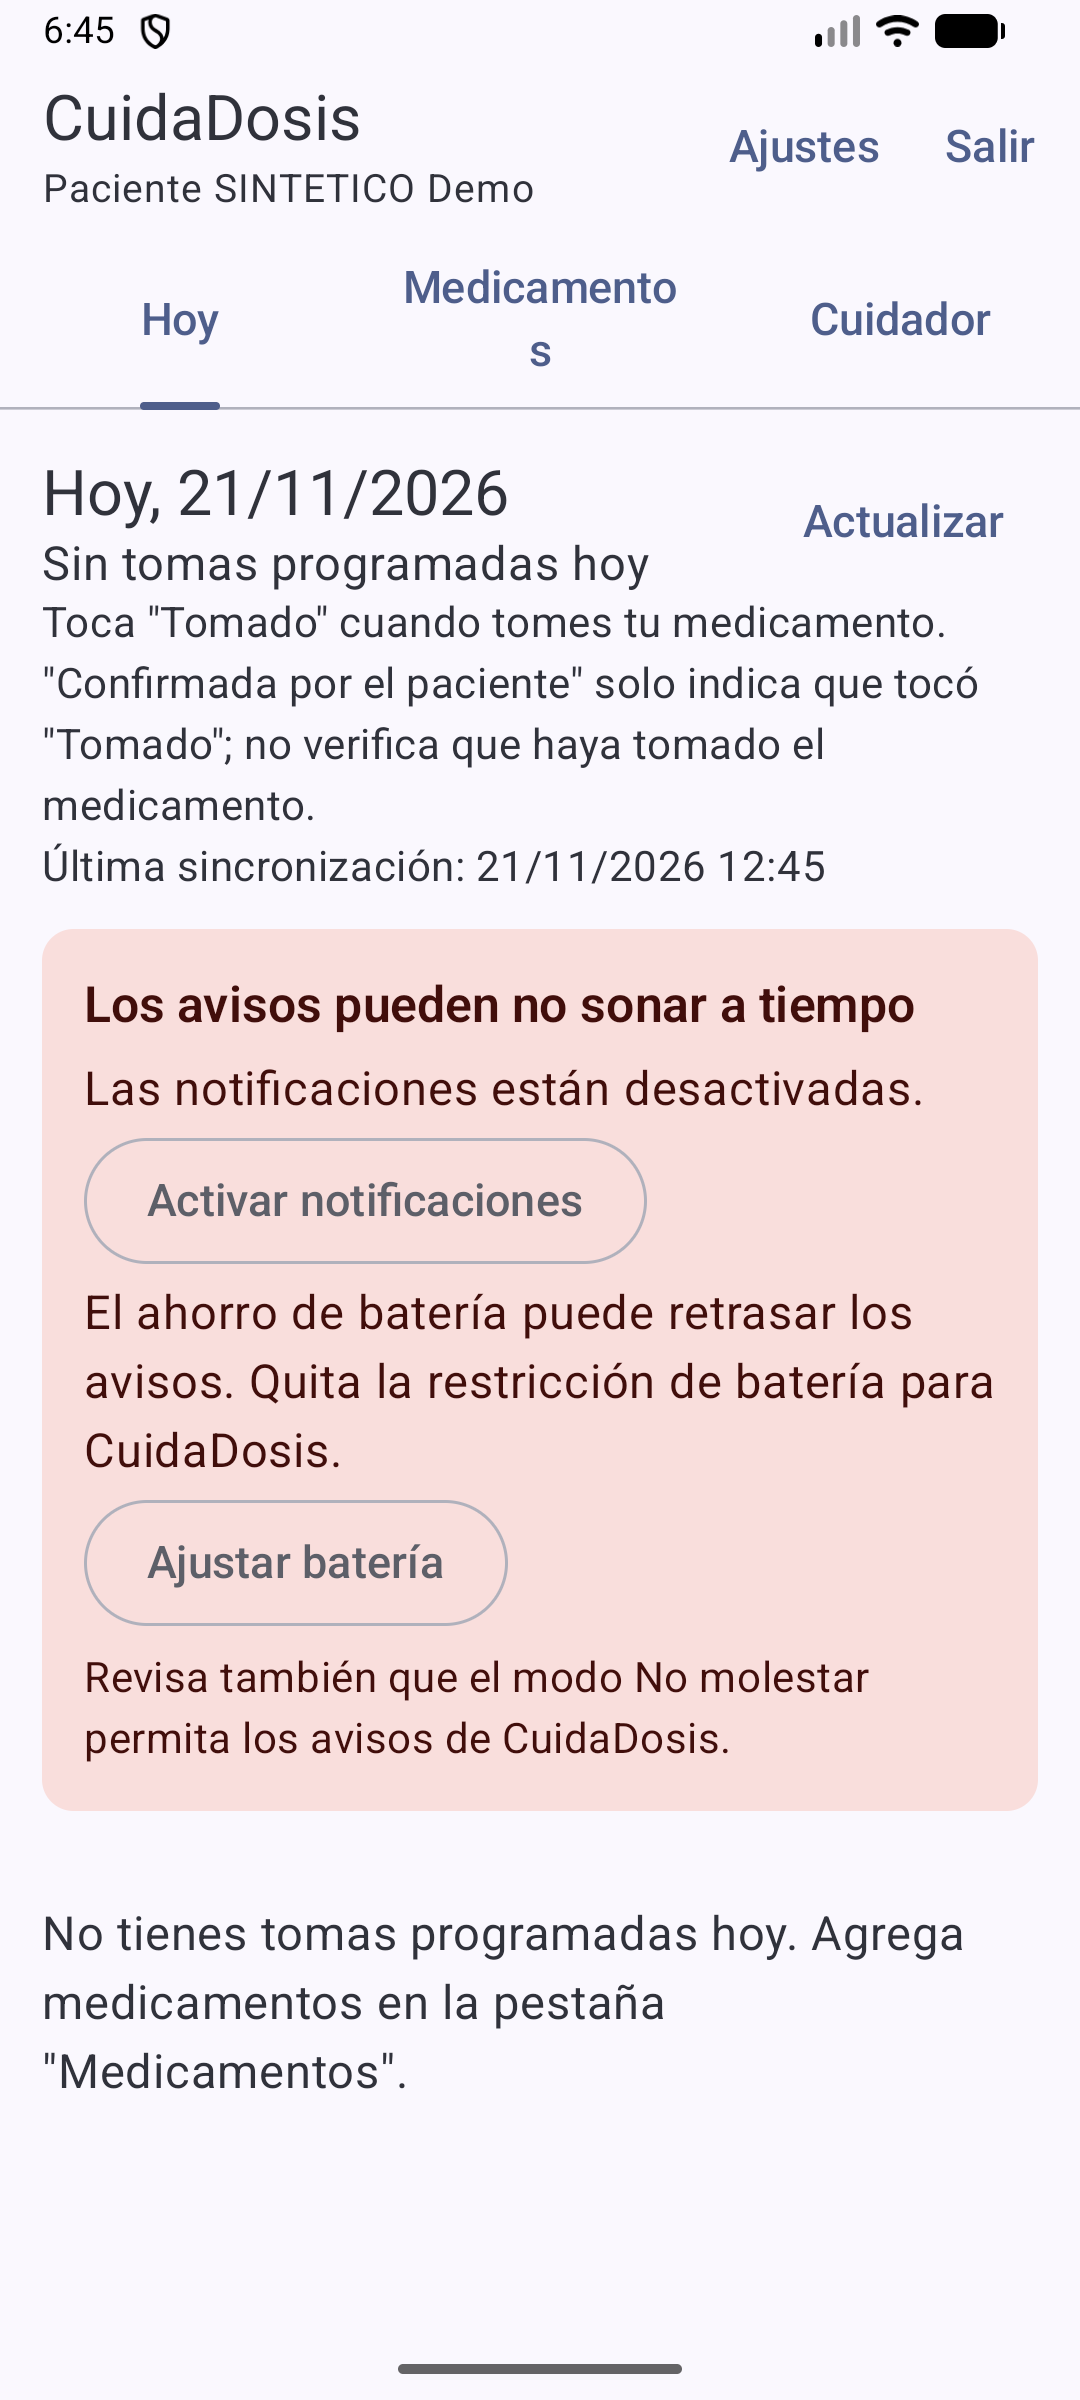 6:45
CuidaDosis
Paciente SINTETICO Demo
Ajustes
Salir
Hoy
Medicamento
s
Cuidador
Hoy, 21/11/2026
Actualizar
Sin tomas programadas hoy
Toca "Tomado" cuando tomes tu medicamento.
"Confirmada por el paciente" solo indica que tocó
"Tomado"; no verifica que haya tomado el
medicamento.
Última sincronización: 21/11/2026 12:45
Los avisos pueden no sonar a tiempo
Las notificaciones están desactivadas.
Activar notificaciones
El ahorro de batería puede retrasar los
avisos. Quita la restricción de batería para
CuidaDosis.
Ajustar batería
Revisa también que el modo No molestar
permita los avisos de CuidaDosis.
No tienes tomas programadas hoy. Agrega
medicamentos en la pestaña
"Medicamentos".